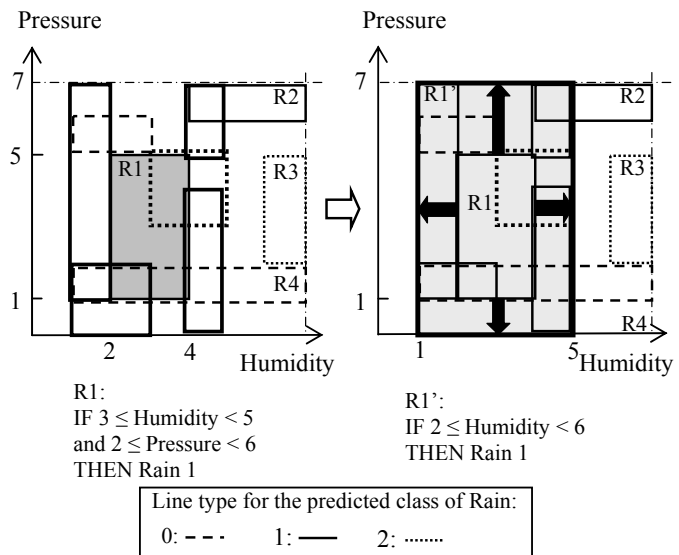 Pressure
7
5
1
R1
R2
R3
R4
2
4
Humidity
R1:
IF 3 ≤ Humidity < 5
and 2 ≤ Pressure < 6
THEN Rain 1
Pressure
7
5
1
R1’
R1
R2
R3
R4
1
5
Humidity
R1’:
IF 2 ≤ Humidity < 6
THEN Rain 1
Line type for the predicted class of Rain:
0: 1: 2: